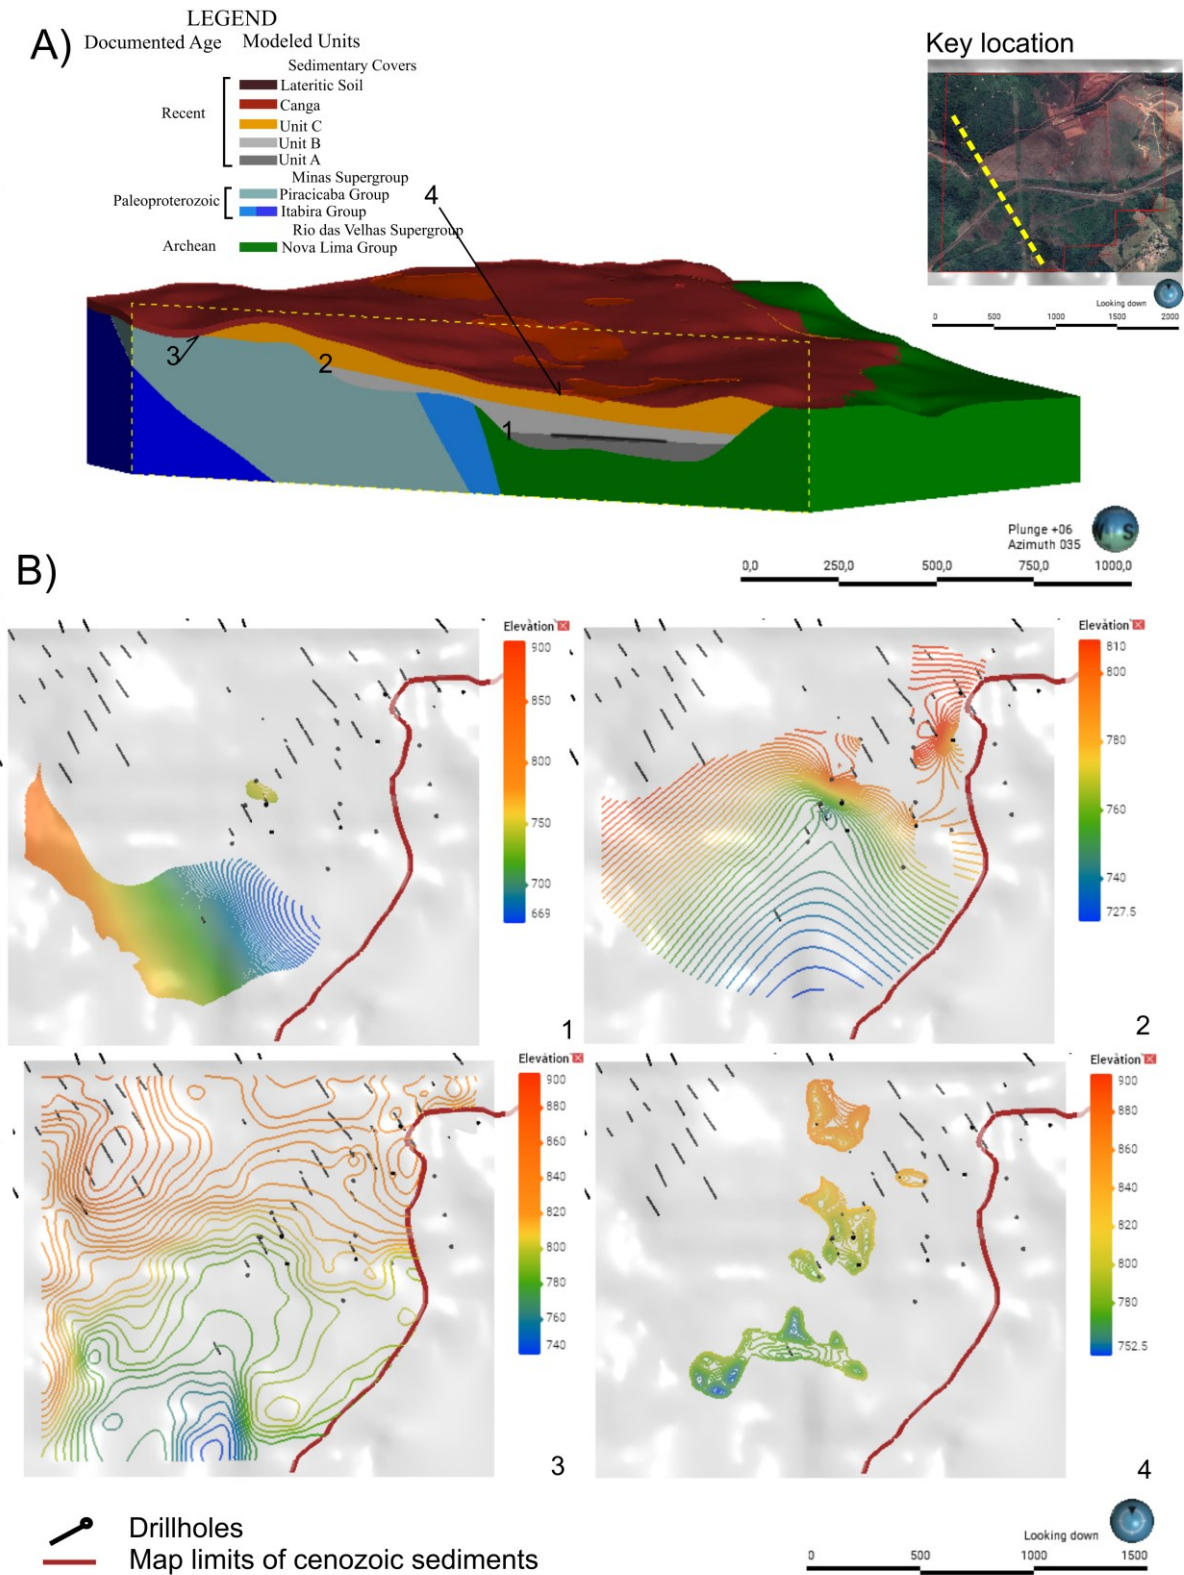 A)
LEGEND
Documented Age Modeled Units
Sedimentary Covers
Lateritic Soil
Canga
Recent
Unit C
Unit B
Unit A
Minas Supergroup
Piracicaba Group
Paleoproterozoic
Itabira Group
Rio das Velhas Supergroup
Archean
Nova Lima Group
Key location
Looking down
0 500 1000 1500 2000
4
3
2
1
Plunge +06
Azimuth 035
W S
0,0 250,0 500,0 750,0 1000,0
B)
Elevation
900
850
800
750
700
669
1
Elevation
810
800
780
760
740
727.5
2
Elevation
900
880
860
840
820
800
780
760
740
3
Elevation
900
880
860
840
820
800
780
752.5
4
Drillholes
Map limits of cenozoic sediments
Looking down
0 500 1000 1500